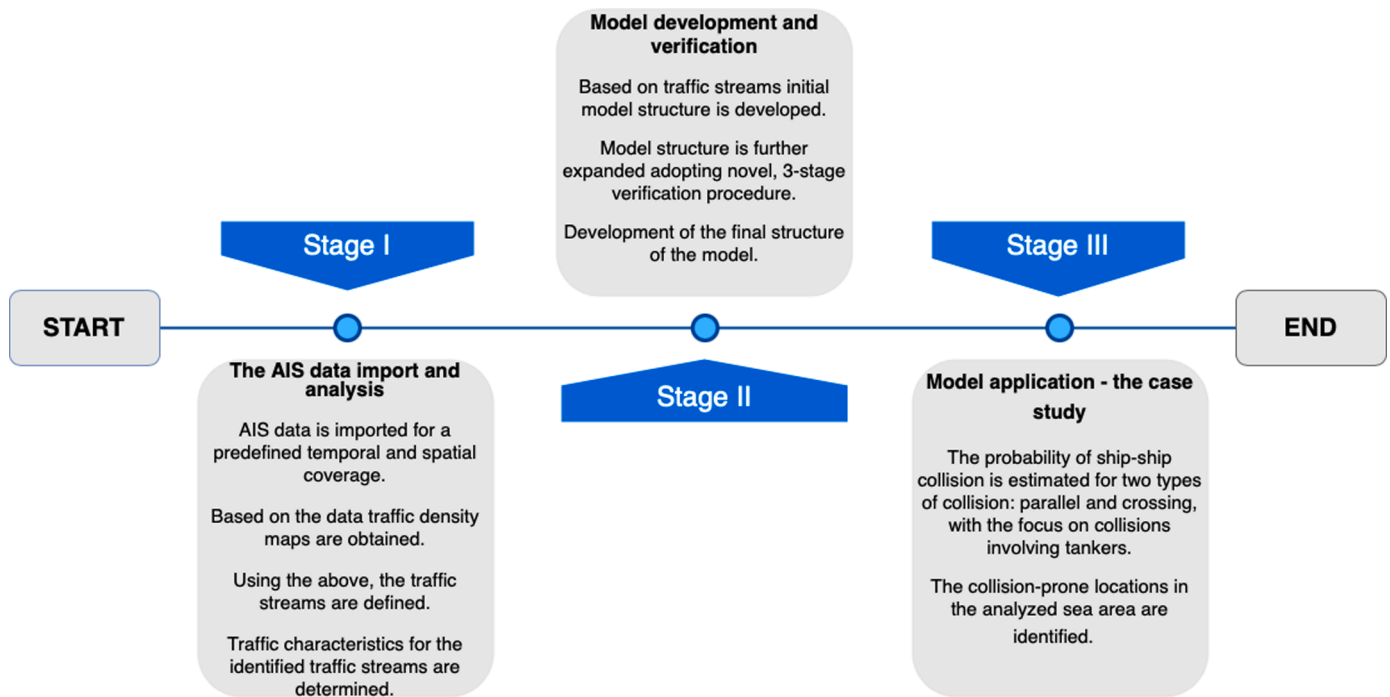 START
Stage I
The AIS data import and
analysis
AIS data is imported for a
predefined temporal and spatial
coverage.
Based on the data traffic density
maps are obtained.
Using the above, the traffic
streams are defined.
Traffic characteristics for the
identified traffic streams are
determined.
Model development and
verification
Based on traffic streams initial
model structure is developed.
Model structure is further
expanded adopting novel, 3-stage
verification procedure.
Development of the final structure
of the model.
Stage II
Stage III
Model application - the case
study
The probability of ship-ship
collision is estimated for two types
of collision: parallel and crossing,
with the focus on collisions
involving tankers.
The collision-prone locations in
the analyzed sea area are
identified.
END